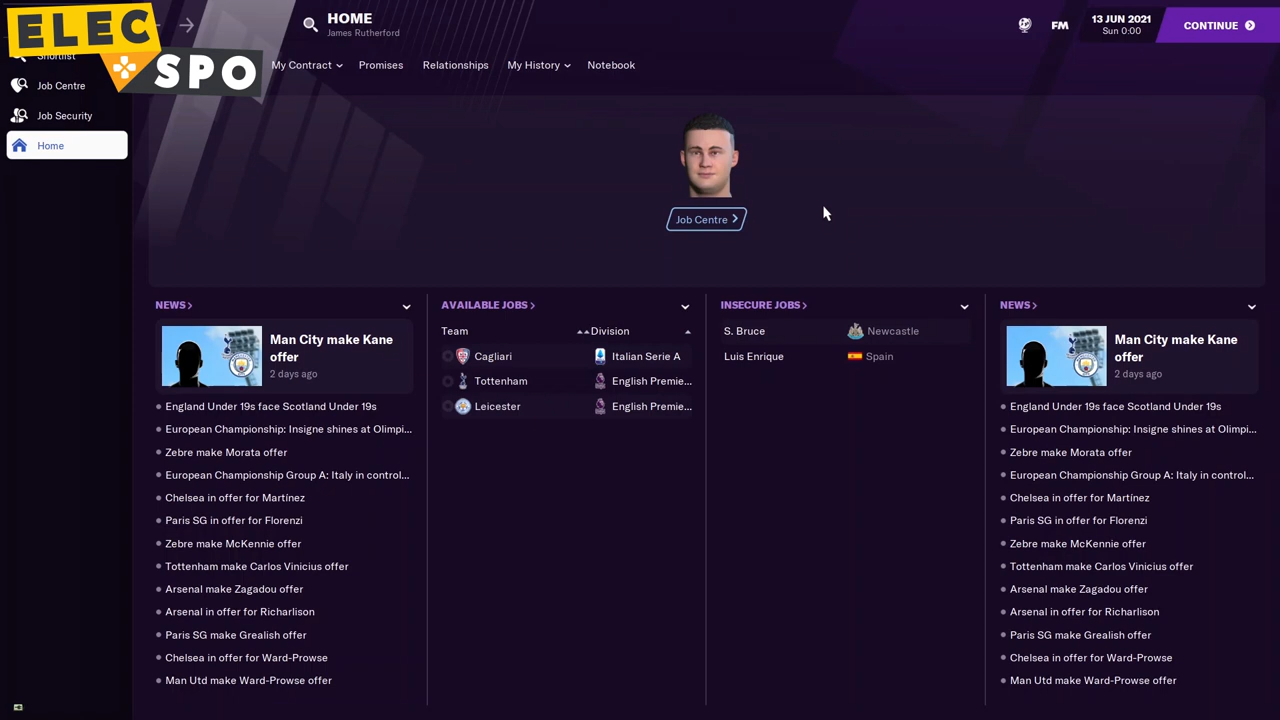 ELEC
SPO
HOME
James Rutherford
FM
13 JUN 2021
Sun 0:00
CONTINUE
Shortlist
Job Centre
Job Security
Home
My Contract
Promises
Relationships
My History
Notebook
Job Centre
NEWS
Man City make Kane
offer
2 days ago
England Under 19s face Scotland Under 19s
European Championship: Insigne shines at Olimpi...
Zebre make Morata offer
European Championship Group A: Italy in control...
Chelsea in offer for Martínez
Paris SG in offer for Florenzi
Zebre make McKennie offer
Tottenham make Carlos Vinicius offer
Arsenal make Zagadou offer
Arsenal in offer for Richarlison
Paris SG make Grealish offer
Chelsea in offer for Ward-Prowse
Man Utd make Ward-Prowse offer
AVAILABLE JOBS
Team Division
Cagliari Italian Serie A
Tottenham English Premie...
Leicester English Premie...
INSECURE JOBS
S. Bruce Newcastle
Luis Enrique Spain
NEWS
Man City make Kane
offer
2 days ago
England Under 19s face Scotland Under 19s
European Championship: Insigne shines at Olimpi...
Zebre make Morata offer
European Championship Group A: Italy in control...
Chelsea in offer for Martínez
Paris SG in offer for Florenzi
Zebre make McKennie offer
Tottenham make Carlos Vinicius offer
Arsenal make Zagadou offer
Arsenal in offer for Richarlison
Paris SG make Grealish offer
Chelsea in offer for Ward-Prowse
Man Utd make Ward-Prowse offer